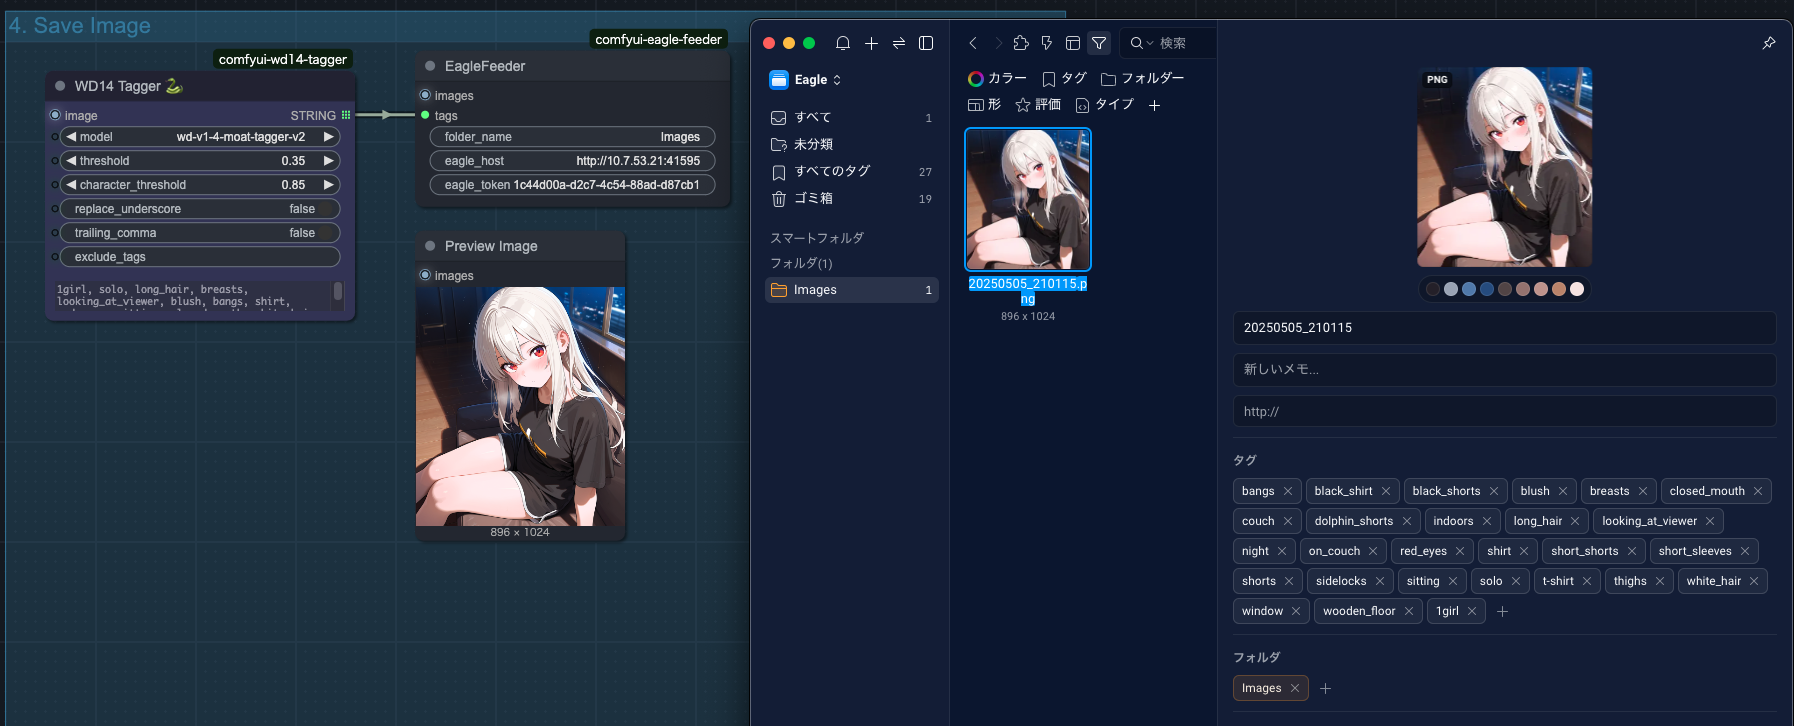 4. Save Image
comfyui-wd14-tagger
WD14 Tagger 🐍
image
STRING
model
wd-v1-4-moat-tagger-v2
threshold
0.35
character_threshold
0.85
replace_underscore
false
trailing_comma
false
exclude_tags
1girl, solo, long_hair, breasts,
looking_at_viewer, blush, bangs, shirt,
comfyui-eagle-feeder
EagleFeeder
images
tags
folder_name
Images
eagle_host
http://10.7.53.21:41595
eagle_token
1c44d00a-d2c7-4c54-88ad-d87cb1
Preview Image
images
896 × 1024
Eagle
すべて
1
未分類
すべてのタグ
27
ゴミ箱
19
スマートフォルダ
フォルダ(1)
Images
1
検索
カラー
タグ
フォルダー
形
評価
タイプ
20250505_210115.p
ng
896 x 1024
PNG
20250505_210115
新しいメモ...
http://
タグ
bangs
black_shirt
black_shorts
blush
breasts
closed_mouth
couch
dolphin_shorts
indoors
long_hair
looking_at_viewer
night
on_couch
red_eyes
shirt
short_shorts
short_sleeves
shorts
sidelocks
sitting
solo
t-shirt
thighs
white_hair
window
wooden_floor
1girl
フォルダ
Images